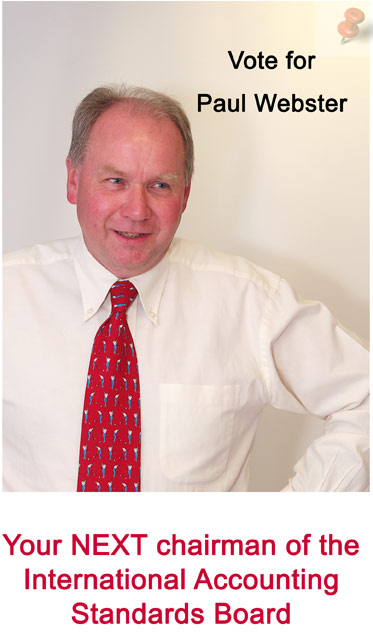 Vote for
Paul Webster
Your NEXT chairman of the
International Accounting
Standards Board